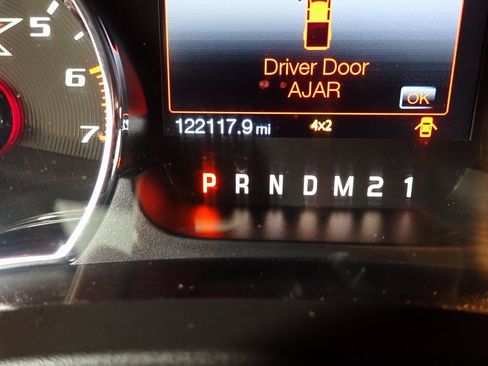 5
6
7
Driver Door
AJAR
OK
122117.9 mi 4x2
P R N D M 2 1